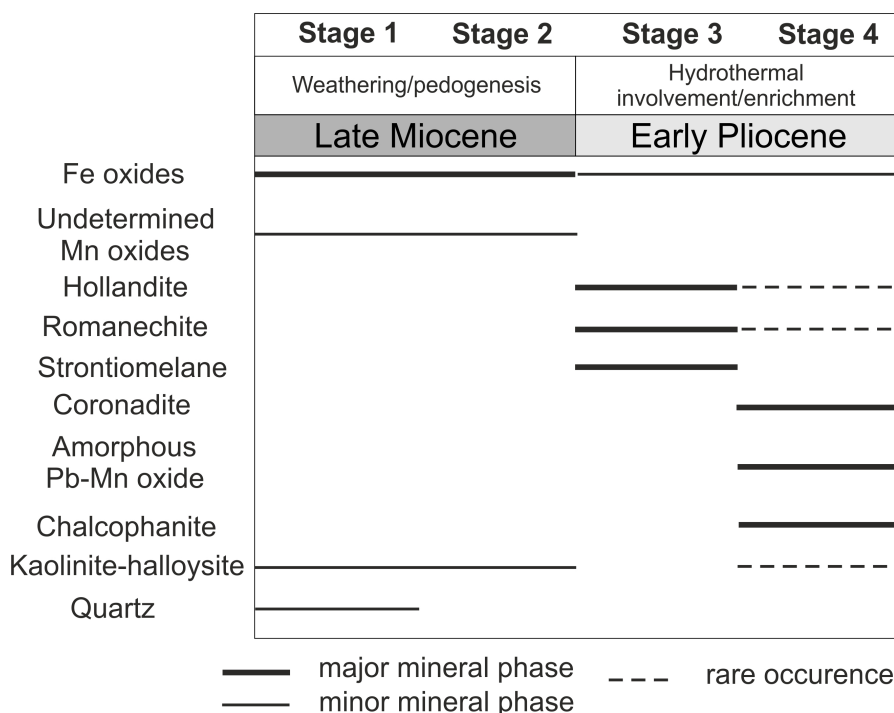 Stage 1 Stage 2 Stage 3 Stage 4
Weathering/pedogenesis
Hydrothermal
involvement/enrichment
Late Miocene Early Pliocene
Fe oxides
Undetermined
Mn oxides
Hollandite
Romanechite
Strontiomelane
Coronadite
Amorphous
Pb-Mn oxide
Chalcophanite
Kaolinite-halloysite
Quartz
major mineral phase
rare occurence
minor mineral phase